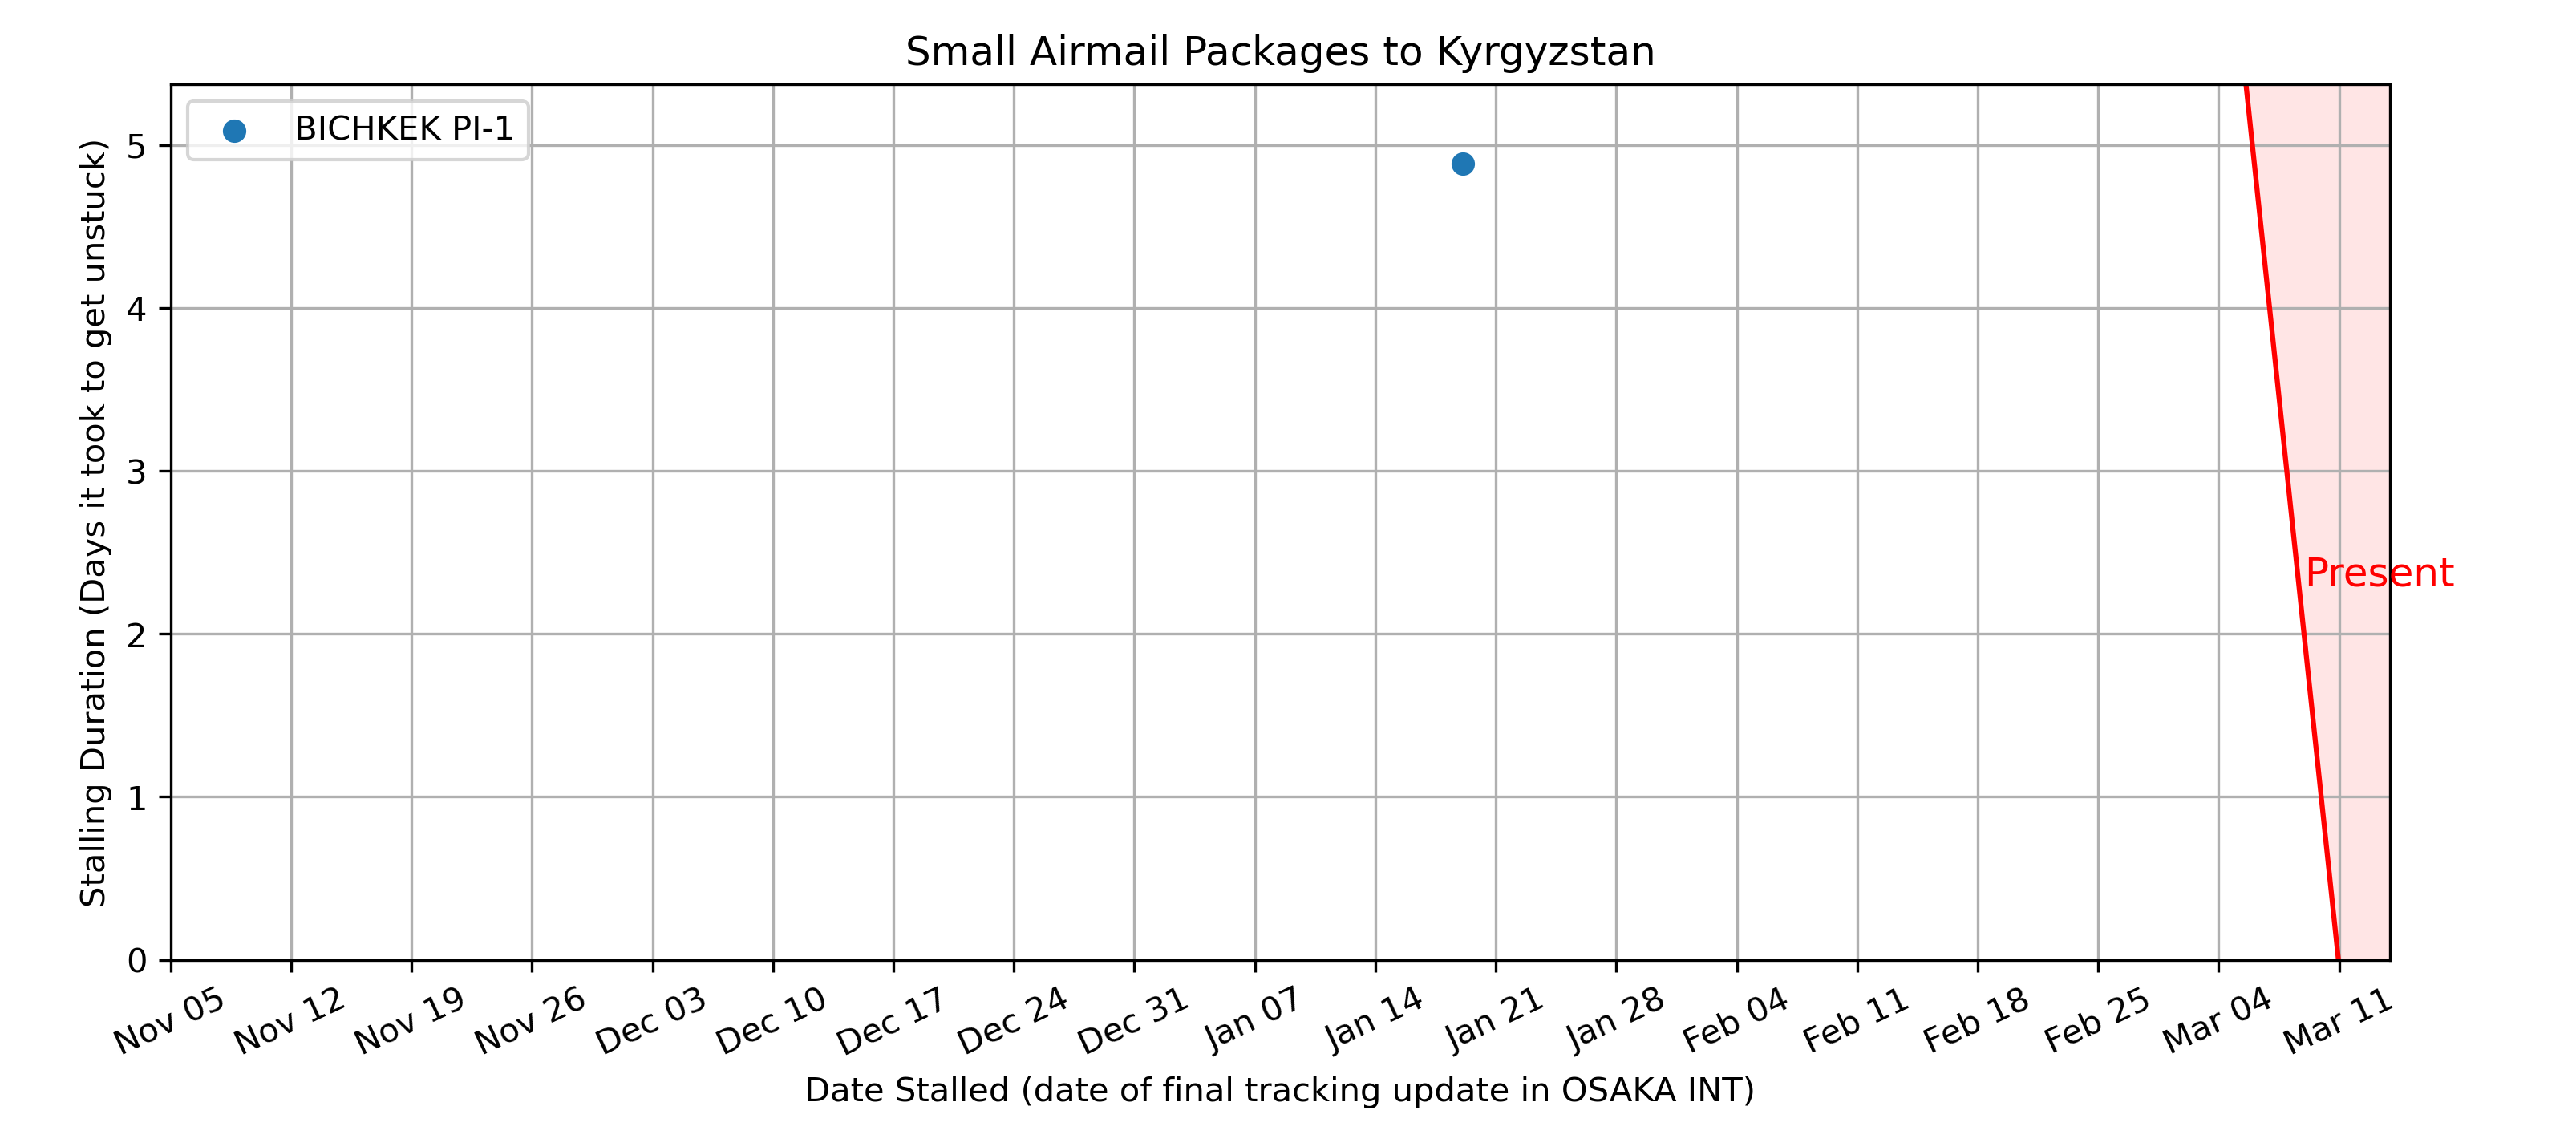 Small Airmail Packages to Kyrgyzstan
BICHKEK PI-1
Stalling Duration (Days it took to get unstuck)
5
4
3
2
1
0
Present
Nov 05
Nov 12
Nov 19
Nov 26
Dec 03
Dec 10
Dec 17
Dec 24
Dec 31
Jan 07
Jan 14
Jan 21
Jan 28
Feb 04
Feb 11
Feb 18
Feb 25
Mar 04
Mar 11
Date Stalled (date of final tracking update in OSAKA INT)